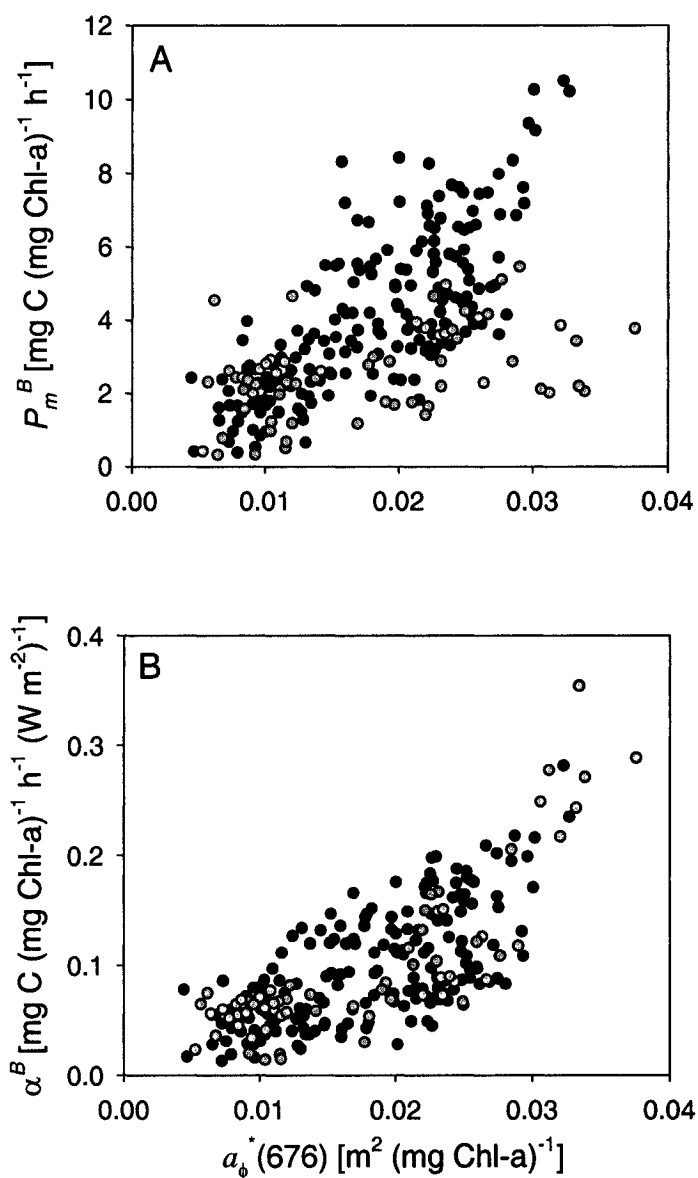 A
12
10
8
6
4
2
0
P_m^B [mg C (mg Chl-a)^-1 h^-1]
0.00 0.01 0.02 0.03 0.04
B
0.4
0.3
0.2
0.1
0.0
α^B [mg C (mg Chl-a)^-1 h^-1 (W m^-2)^-1]
0.00 0.01 0.02 0.03 0.04
a_ϕ^*(676) [m^2 (mg Chl-a)^-1]